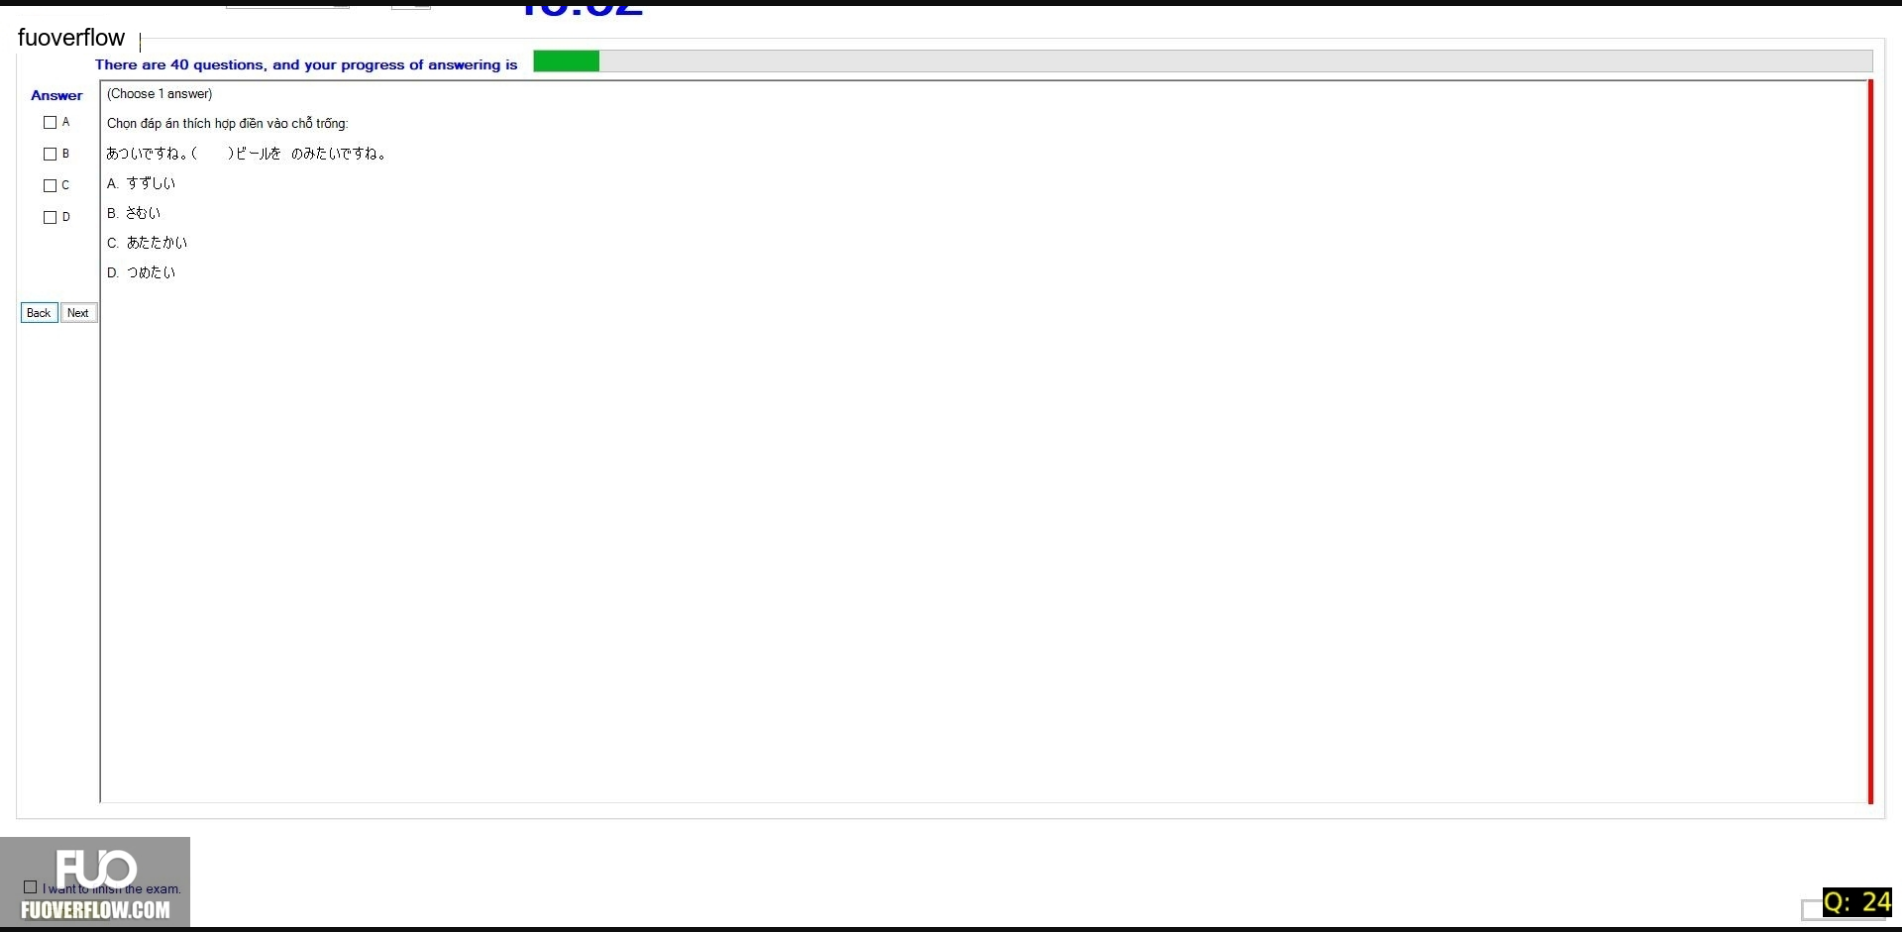 fuoverflow
There are 40 questions, and your progress of answering is
Answer
(Choose 1 answer)
A
Chọn đáp án thích hợp điền vào chỗ trống:
B
あついですね。( )ビールを のみたいですね。
C
A. すずしい
D
B. さむい
C. あたたかい
D. つめたい
Back Next
FUO
I want to finish the exam.
FUOVERFLOW.COM
Q: 24